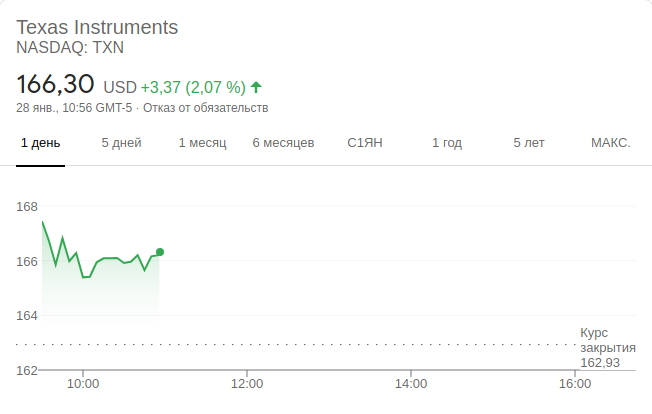 Texas Instruments
NASDAQ: TXN
166,30 USD +3,37 (2,07 %)
28 янв., 10:56 GMT-5 · Отказ от обязательств
1 день 5 дней 1 месяц 6 месяцев С1ЯН 1 год 5 лет МАКС.
168
166
164
Курс
закрытия
162,93
162
10:00 12:00 14:00 16:00